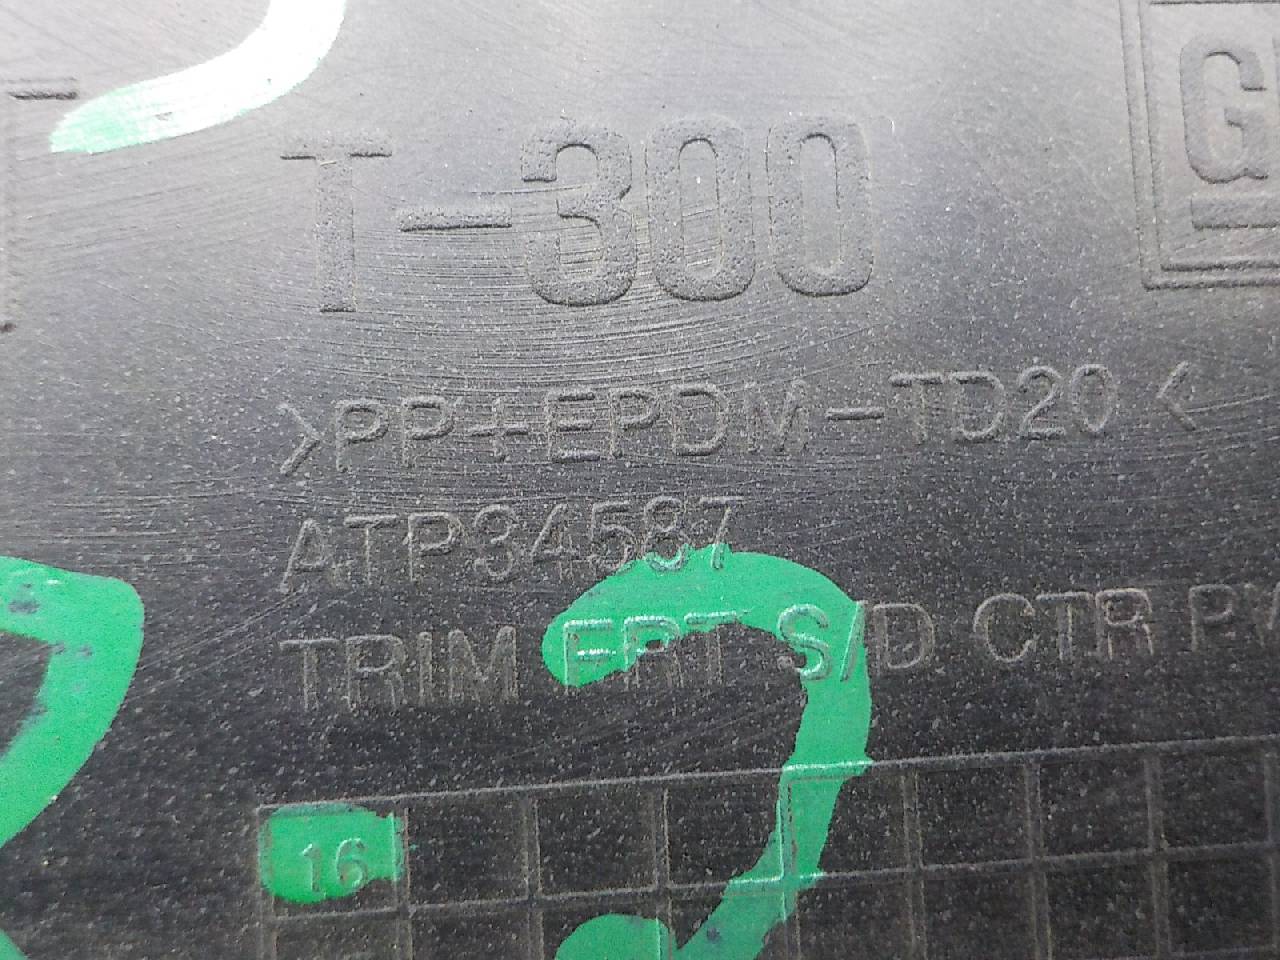 T-300
>PP+EPDM-TD20<
ATP34587
TRIM FRT S/D CTR
16